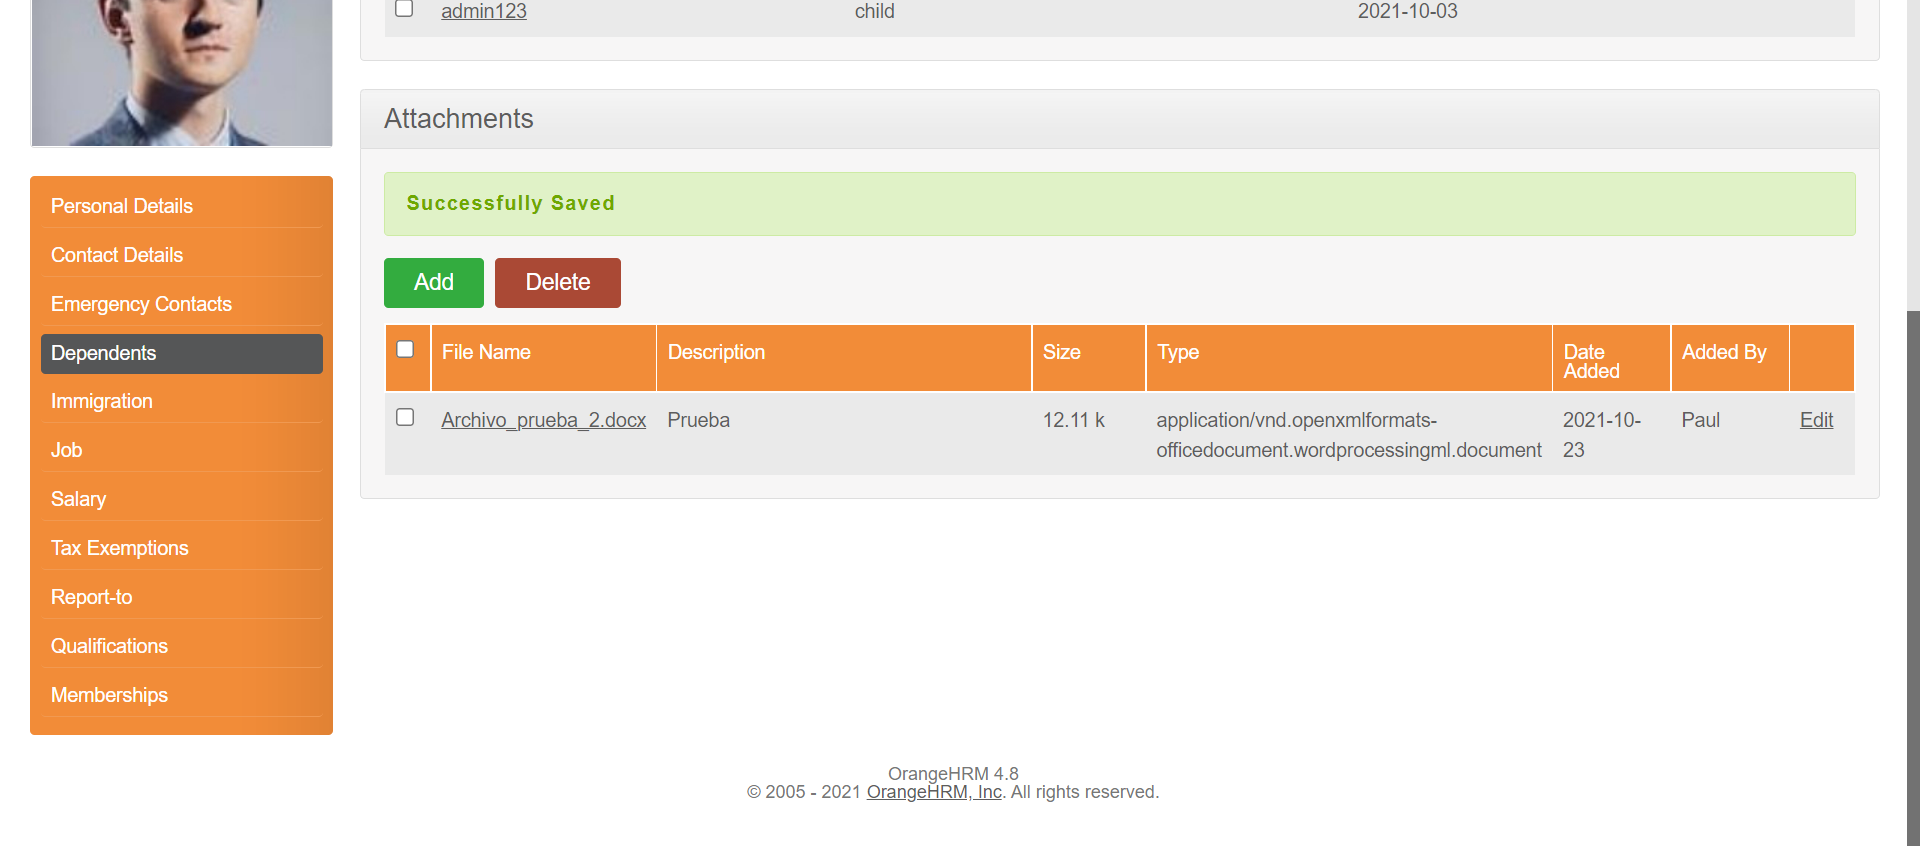 admin123 child 2021-10-03
Attachments
Successfully Saved
Add Delete
Personal Details
Contact Details
Emergency Contacts
Dependents
Immigration
Job
Salary
Tax Exemptions
Report-to
Qualifications
Memberships
File Name Description Size Type Date Added Added By
Archivo_prueba_2.docx Prueba 12.11 k application/vnd.openxmlformats-officedocument.wordprocessingml.document 2021-10-23 Paul Edit
OrangeHRM 4.8
© 2005 - 2021 OrangeHRM, Inc. All rights reserved.